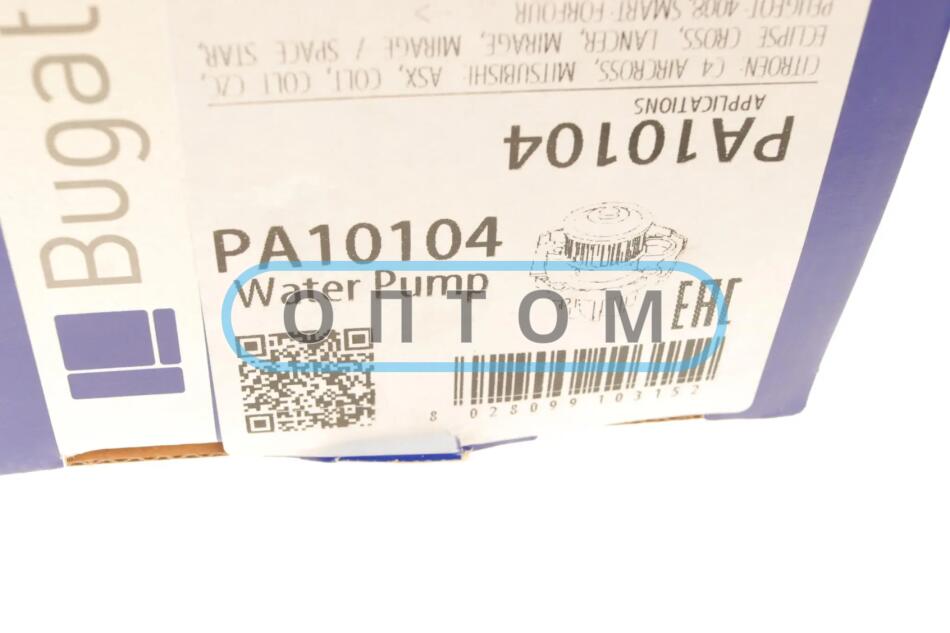 Bugat
PEUGEOT: 4008, SMART: FORFOUR
ECLIPSE CROSS, LANCER, MIRAGE, MIRAGE / SPACE STAR,
CITROEN: C4 AIRCROSS, MITSUBISHI: ASX, COLT, COLT CZC,
APPLICATIONS
PA10104
PA10104
Water Pump
ОПТОМ
EAC
8 028099 103152